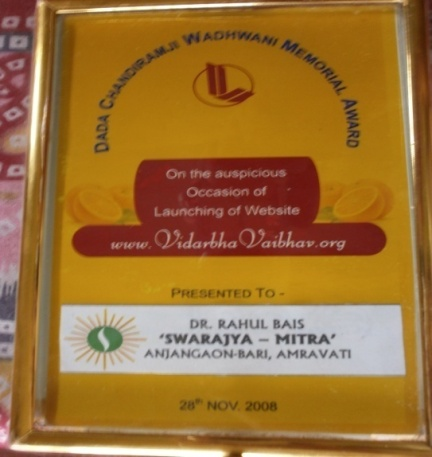 DADA CHANDIRAMJI WADHWANI MEMORIAL AWARD
On the auspicious
Occasion of
Launching of Website
www.VidarbhaVaibhav.org
PRESENTED TO -
DR. RAHUL BAIS
'SWARAJYA – MITRA'
ANJANGAON-BARI, AMRAVATI
28th NOV. 2008